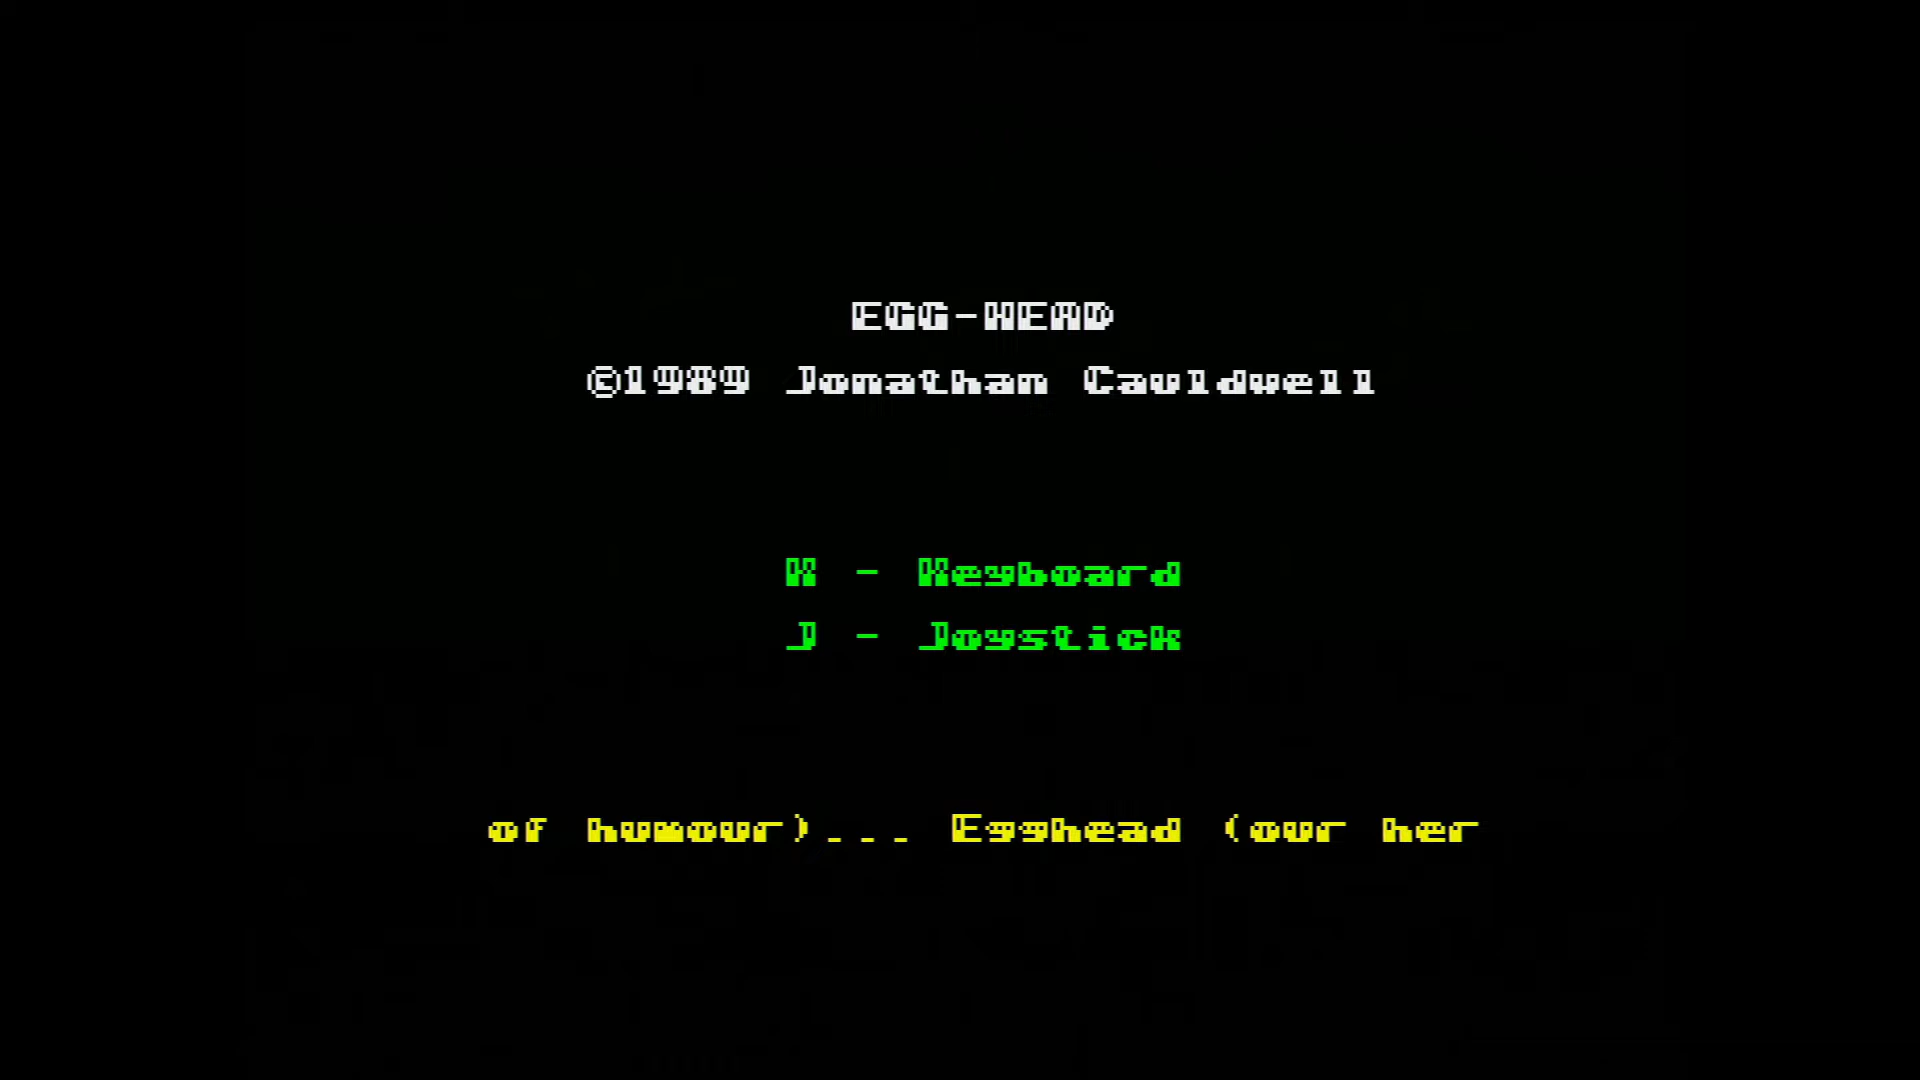 EGG-HEAD
©1989 Jonathan Cauldwell
K - Keyboard
J - Joystick
of humour)... Egghead (our her